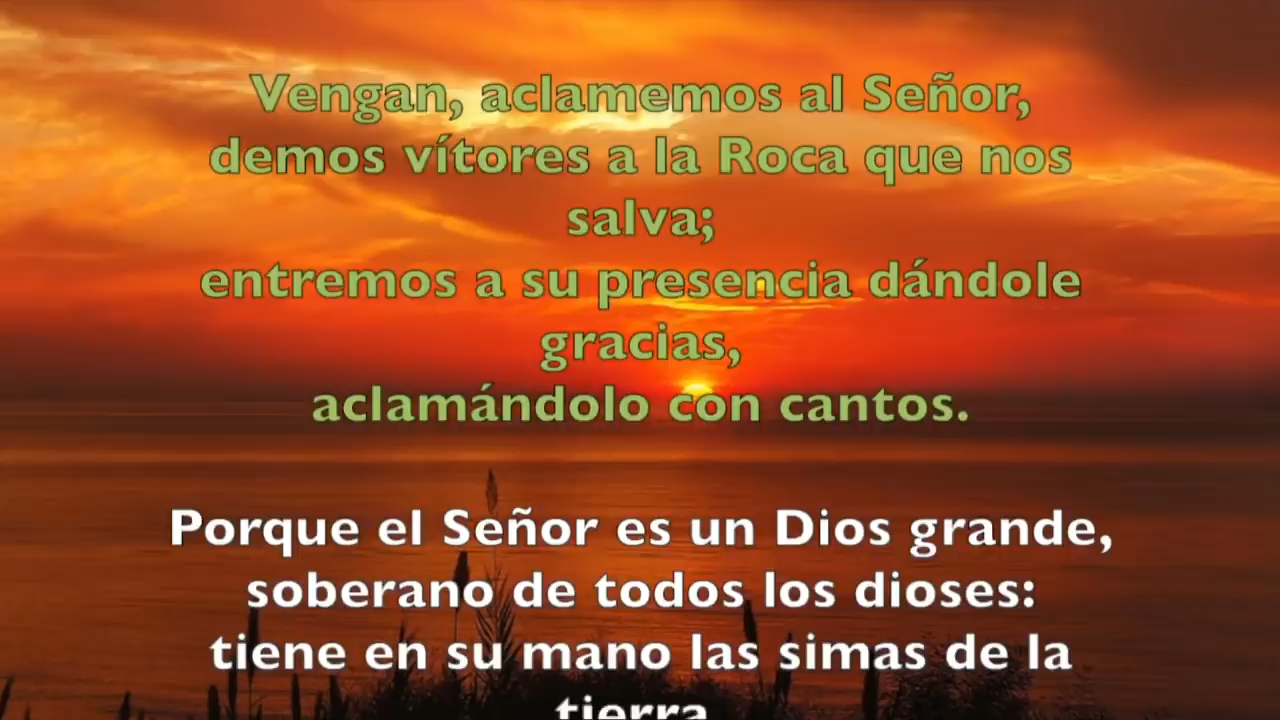 Vengan, aclamemos al Señor,
demos vítores a la Roca que nos
salva;
entremos a su presencia dándole
gracias,
aclamándolo con cantos.
Porque el Señor es un Dios grande,
soberano de todos los dioses:
tiene en su mano las simas de la
tierra